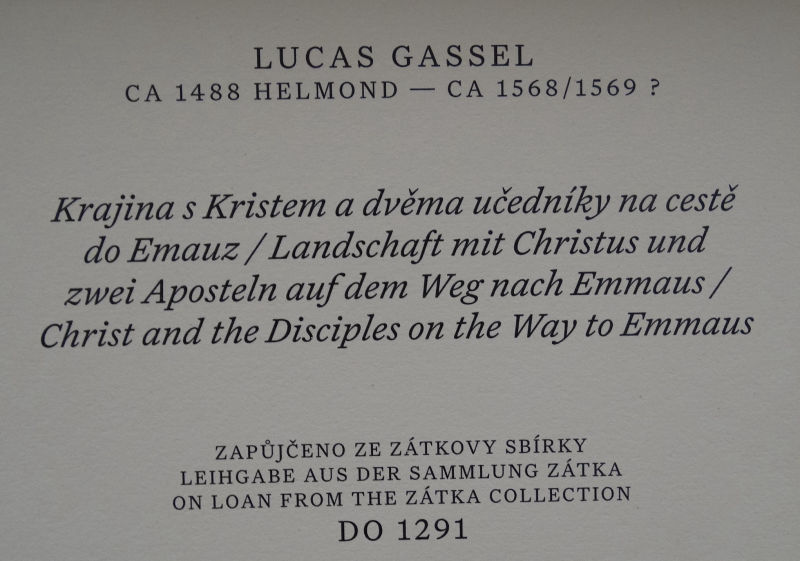 LUCAS GASSEL
CA 1488 HELMOND — CA 1568/1569 ?
Krajina s Kristem a dvěma učedníky na cestě
do Emauz / Landschaft mit Christus und
zwei Aposteln auf dem Weg nach Emmaus /
Christ and the Disciples on the Way to Emmaus
ZAPŮJČENO ZE ZÁTKOVY SBÍRKY
LEIHGABE AUS DER SAMMLUNG ZÁTKA
ON LOAN FROM THE ZÁTKA COLLECTION
DO 1291